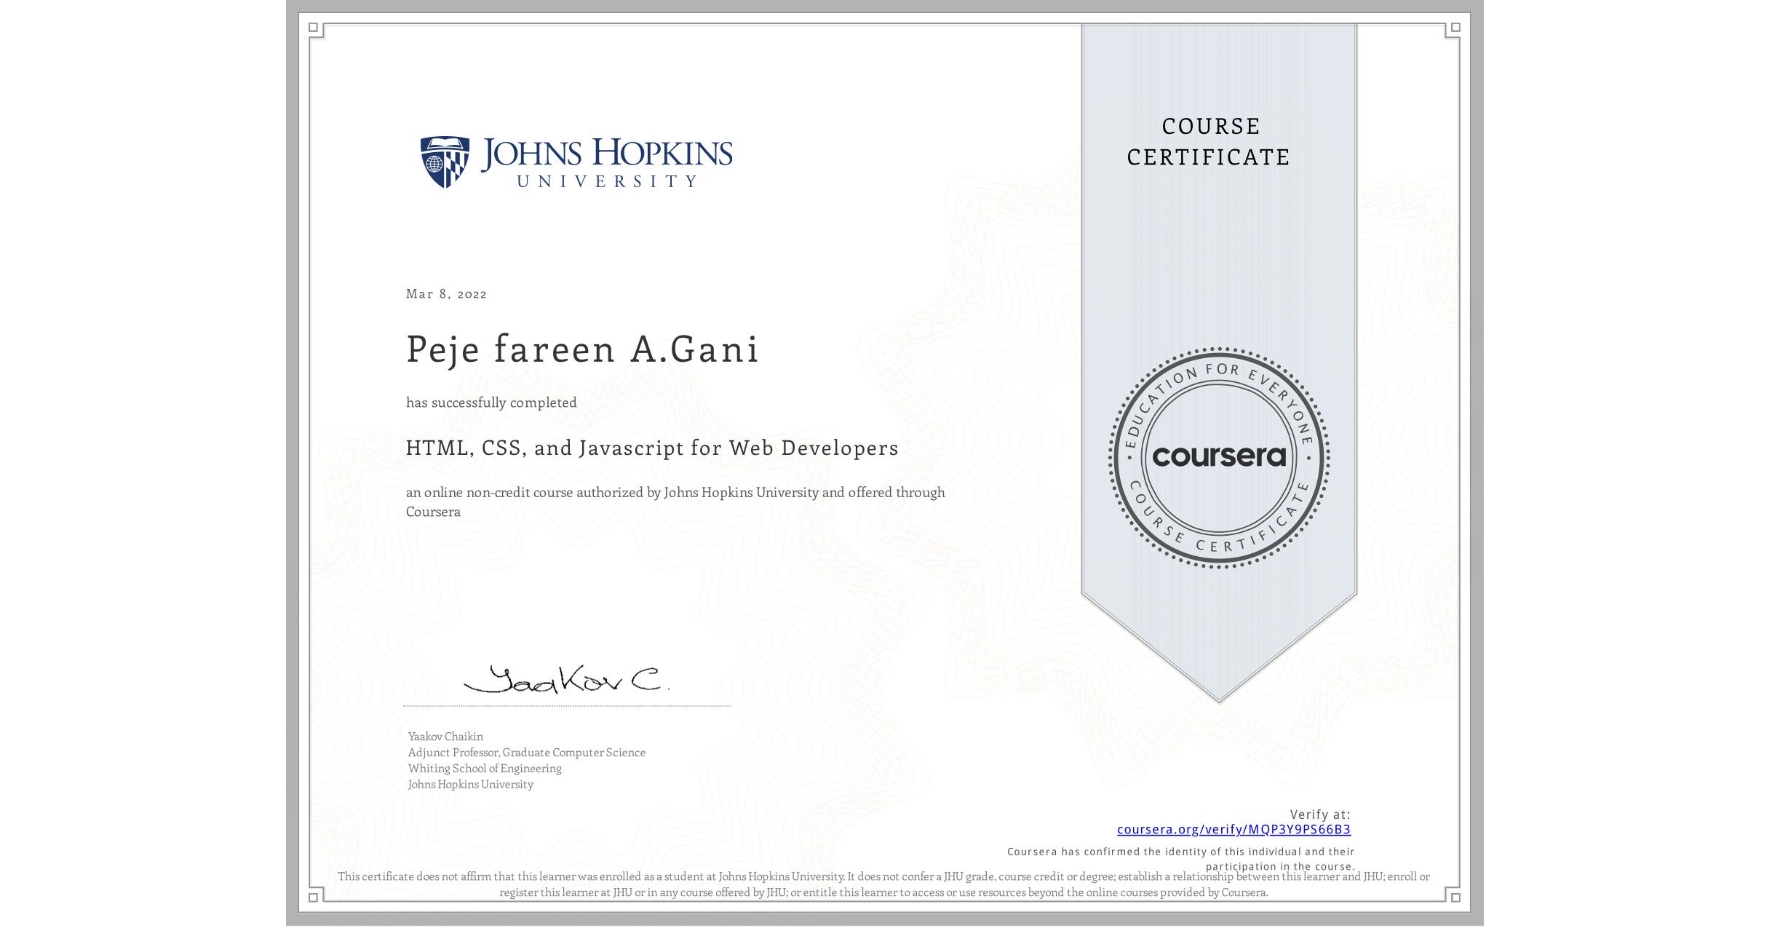 JOHNS HOPKINS
UNIVERSITY
COURSE
CERTIFICATE
Mar 8, 2022
Peje fareen A.Gani
has successfully completed
HTML, CSS, and Javascript for Web Developers
an online non-credit course authorized by Johns Hopkins University and offered through
Coursera
EDUCATION FOR EVERYONE
coursera
COURSE CERTIFICATE
Yaakov C.
Yaakov Chaikin
Adjunct Professor, Graduate Computer Science
Whiting School of Engineering
Johns Hopkins University
Verify at:
coursera.org/verify/MQP3Y9PS66B3
Coursera has confirmed the identity of this individual and their
participation in the course.
This certificate does not affirm that this learner was enrolled as a student at Johns Hopkins University. It does not confer a JHU grade, course credit or degree; establish a relationship between this learner and JHU; enroll or
register this learner at JHU or in any course offered by JHU; or entitle this learner to access or use resources beyond the online courses provided by Coursera.